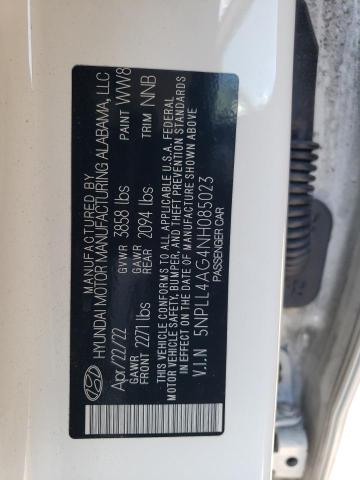 MANUFACTURED BY
HYUNDAI MOTOR MANUFACTURING ALABAMA, LLC
Apr/22/22 GVWR 3858 lbs PAINT WW8
GAWR FRONT 2271 lbs GAWR REAR 2094 lbs TRIM NNB
THIS VEHICLE CONFORMS TO ALL APPLICABLE U.S.A. FEDERAL
MOTOR VEHICLE SAFETY, BUMPER, AND THEFT PREVENTION STANDARDS
IN EFFECT ON THE DATE OF MANUFACTURE SHOWN ABOVE
V.I.N 5NPLL4AG4NH085023
PASSENGER CAR